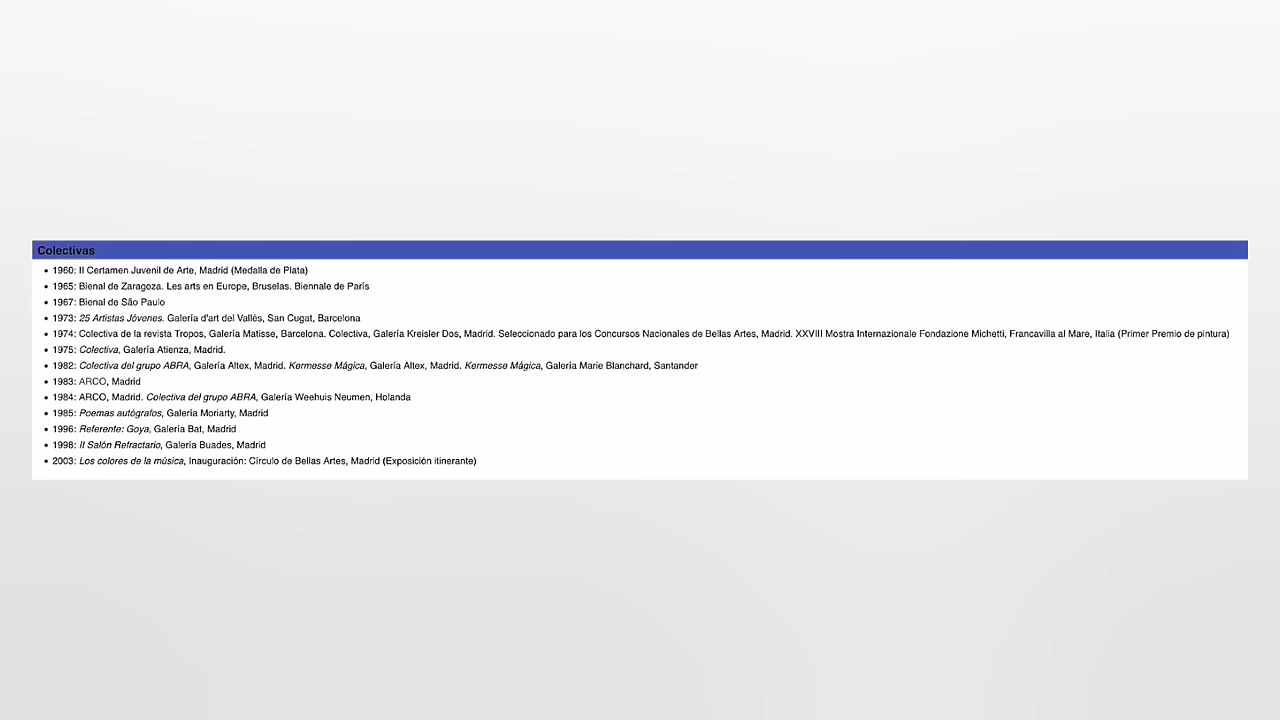 Colectivas
• 1960: II Certamen Juvenil de Arte, Madrid (Medalla de Plata)
• 1965: Bienal de Zaragoza. Les arts en Europe, Bruselas. Biennale de París
• 1967: Bienal de São Paulo
• 1973: 25 Artistas Jóvenes. Galería d'art del Vallés, San Cugat, Barcelona
• 1974: Colectiva de la revista Tropos, Galería Matisse, Barcelona. Colectiva, Galería Kreisler Dos, Madrid. Seleccionado para los Concursos Nacionales de Bellas Artes, Madrid. XXVIII Mostra Internazionale Fondazione Michetti, Francavilla al Mare, Italia (Primer Premio de pintura)
• 1975: Colectiva, Galería Atienza, Madrid.
• 1982: Colectiva del grupo ABRA, Galería Altex, Madrid. Kermesse Mágica, Galería Altex, Madrid. Kermesse Mágica, Galería Marie Blanchard, Santander
• 1983: ARCO, Madrid
• 1984: ARCO, Madrid. Colectiva del grupo ABRA, Galería Weehuis Neumen, Holanda
• 1985: Poemas autógrafos, Galería Moriarty, Madrid
• 1996: Referente: Goya, Galería Bat, Madrid
• 1998: II Salón Refractario, Galería Buades, Madrid
• 2003: Los colores de la música, Inauguración: Círculo de Bellas Artes, Madrid (Exposición itinerante)